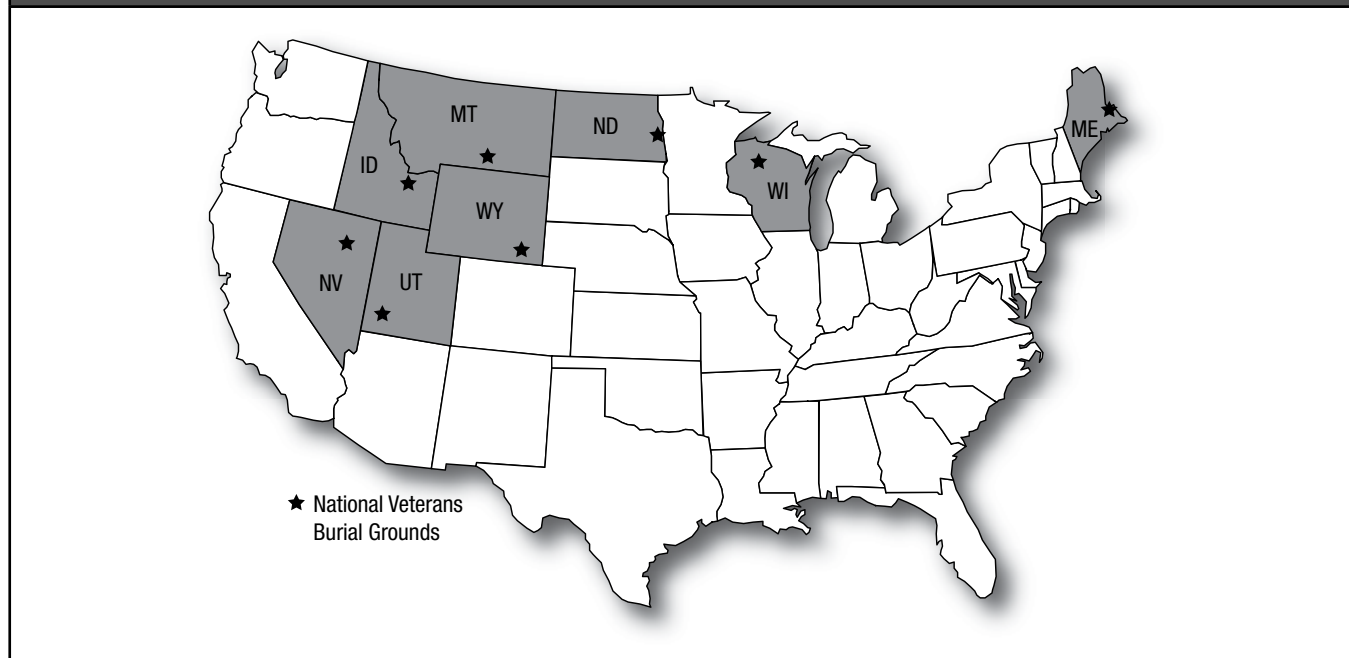 MT
ND
ME
ID
WI
WY
NV
UT
National Veterans
Burial Grounds